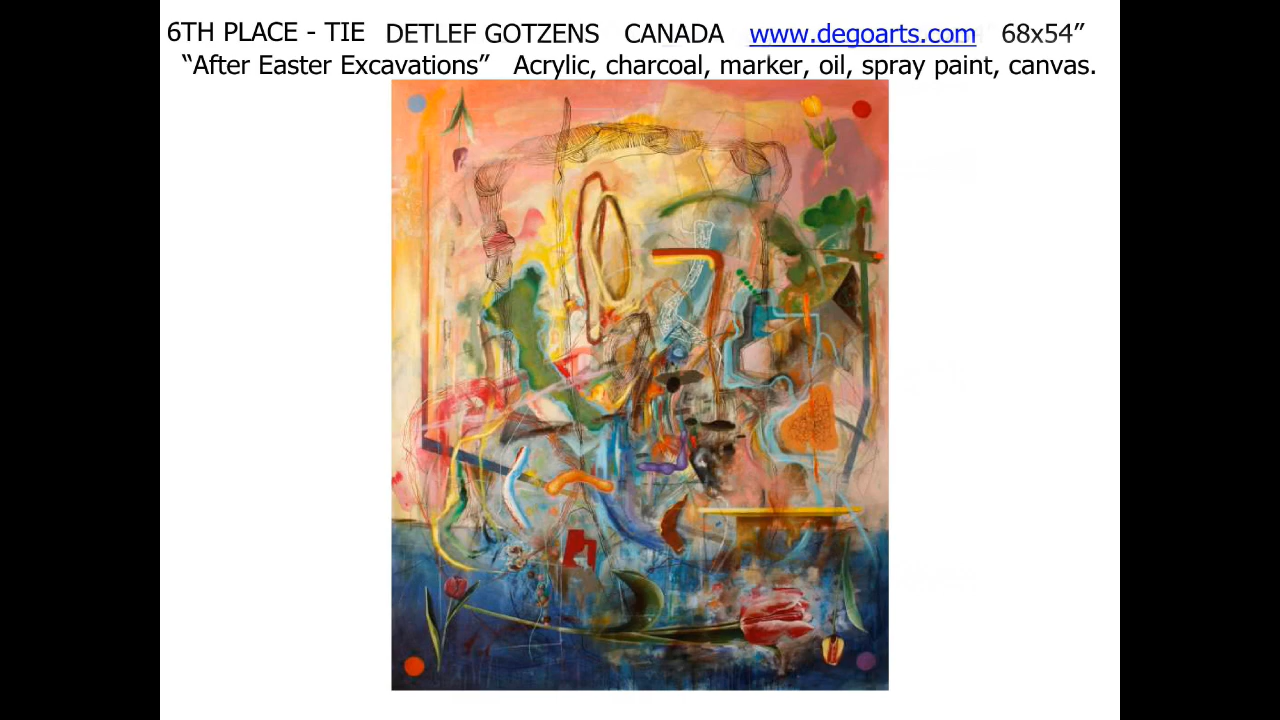 6TH PLACE - TIE DETLEF GOTZENS CANADA www.degoarts.com 68x54”
“After Easter Excavations” Acrylic, charcoal, marker, oil, spray paint, canvas.